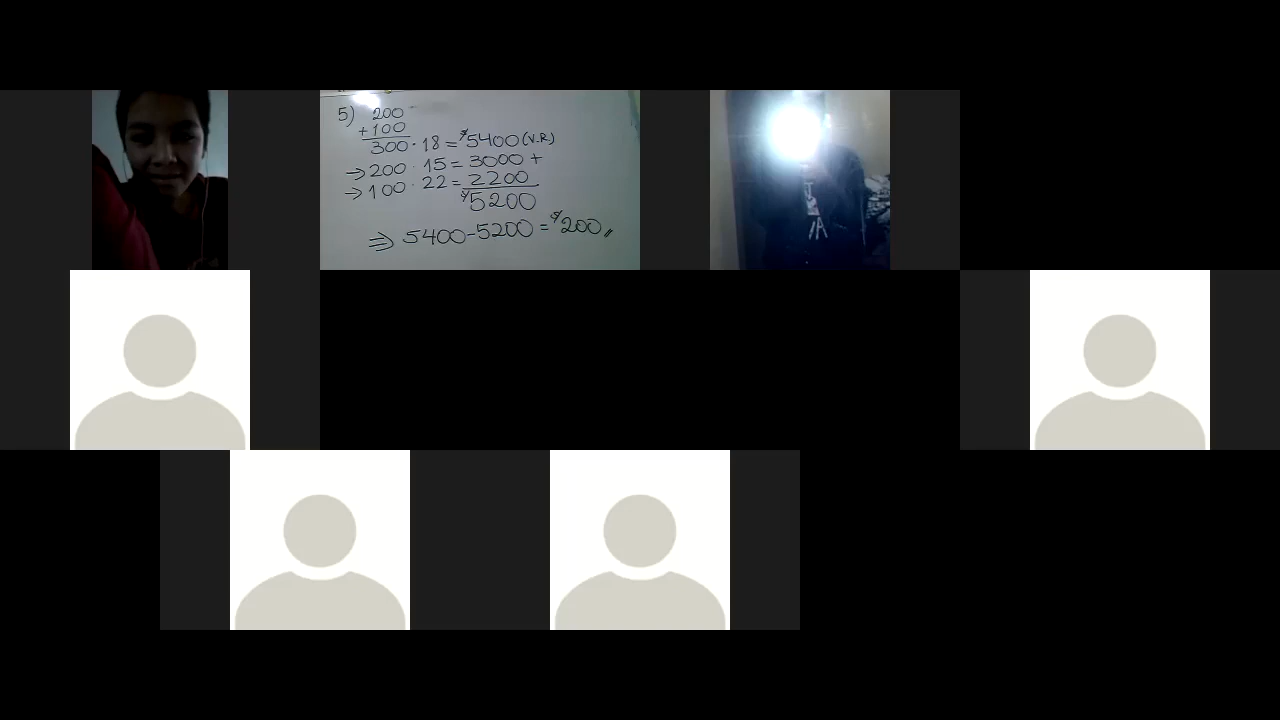 5) 200
+100
300 · 18 = $5400 (V.R)
→ 200 · 15 = 3000 +
→ 100 · 22 = 2200
$5200
⇒ 5400-5200 = $200,,